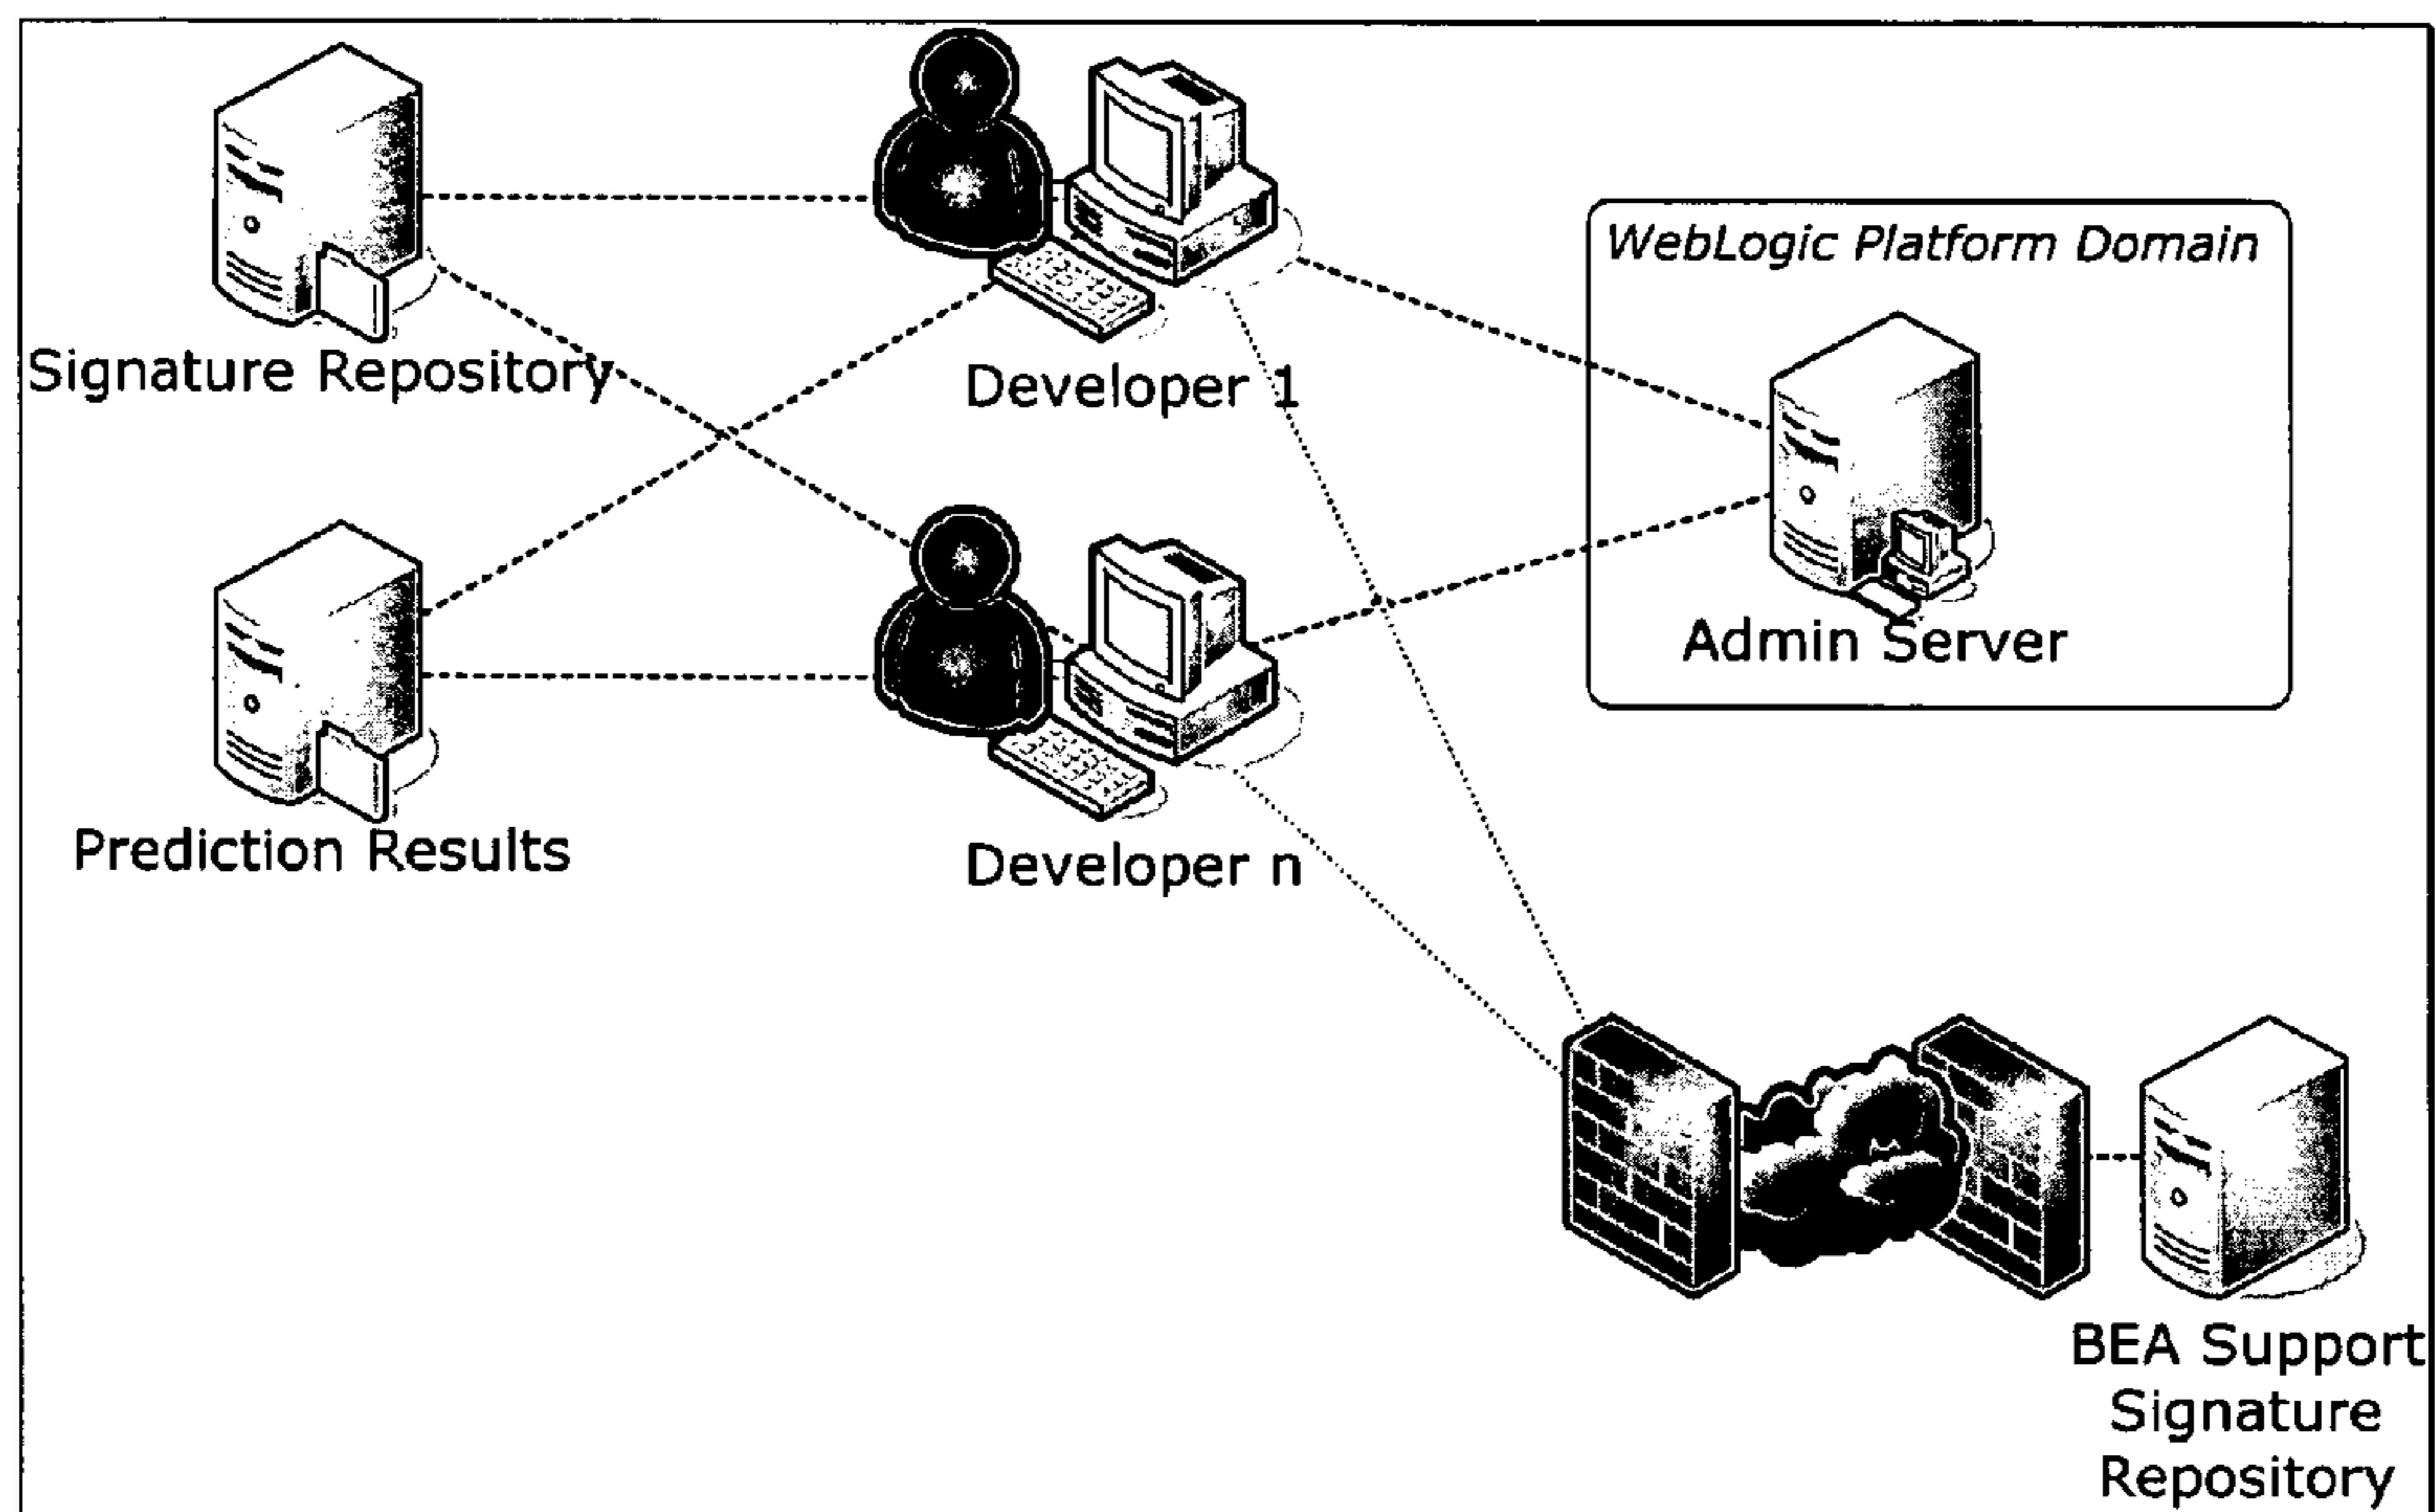 WebLogic Platform Domain
Signature Repository
Developer 1
Admin Server
Prediction Results
Developer n
BEA Support
Signature
Repository